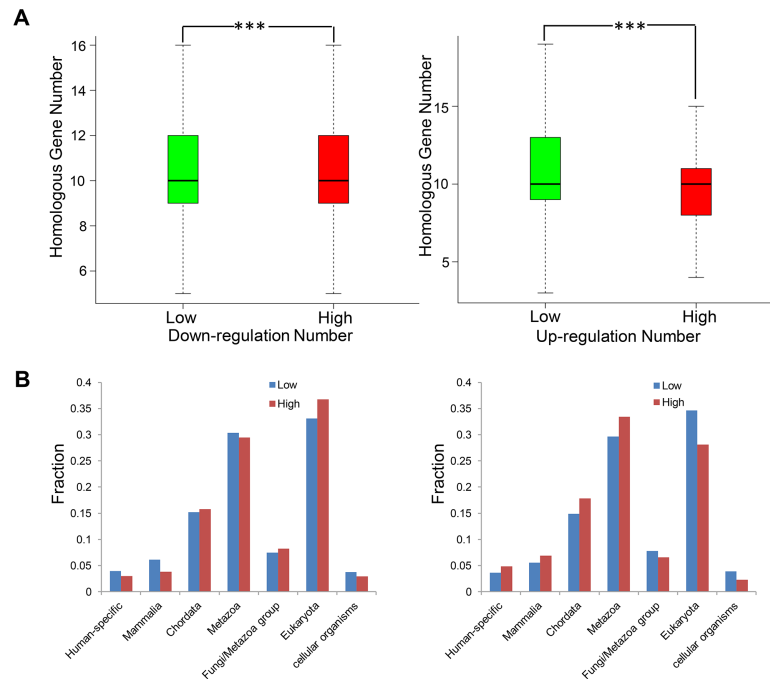 A
***
16
14
12
10
8
6
Homologous Gene Number
Low
High
Down-regulation Number
***
15
10
5
Homologous Gene Number
Low
High
Up-regulation Number
B
0.4
0.35
0.3
0.25
0.2
0.15
0.1
0.05
0
Fraction
Low
High
Human-specific
Mammalia
Chordata
Metazoa
Fungi/Metazoa group
Eukaryota
cellular organisms
0.4
0.35
0.3
0.25
0.2
0.15
0.1
0.05
0
Fraction
Low
High
Human-specific
Mammalia
Chordata
Metazoa
Fungi/Metazoa group
Eukaryota
cellular organisms